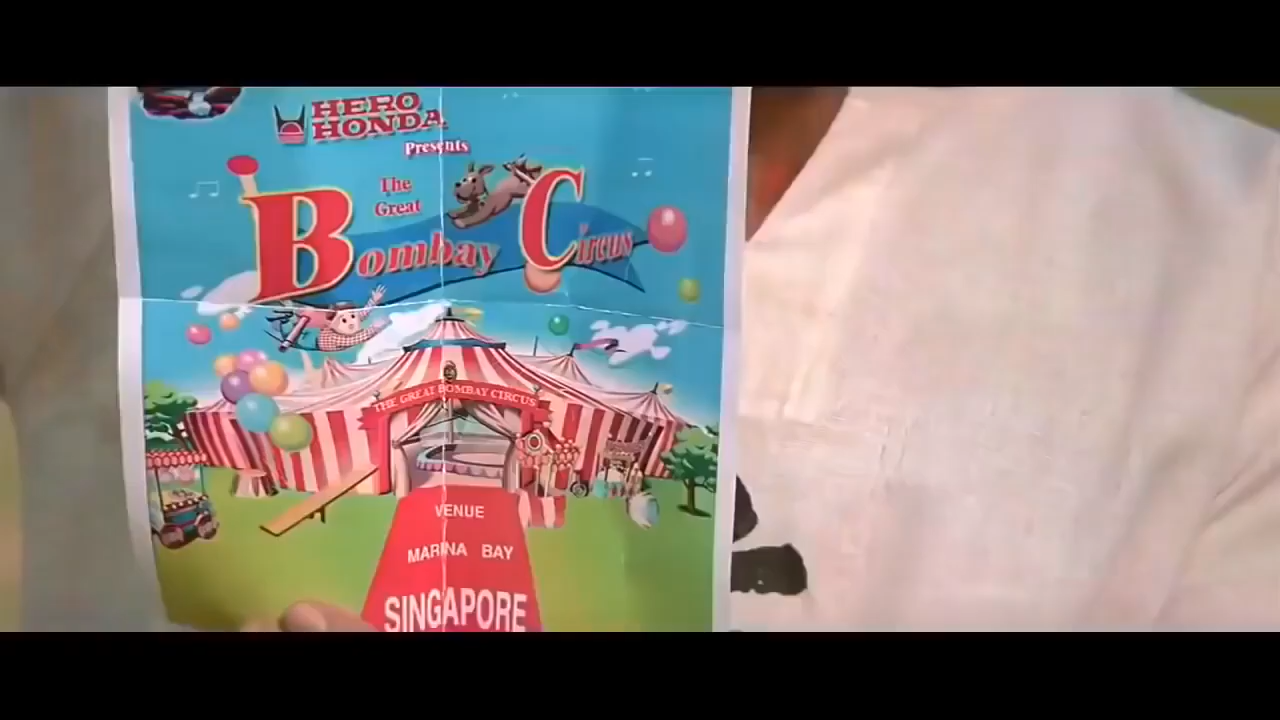 HERO
HONDA
Presents
The
Great
Bombay Circus
THE GREAT BOMBAY CIRCUS
VENUE
MARINA BAY
SINGAPORE